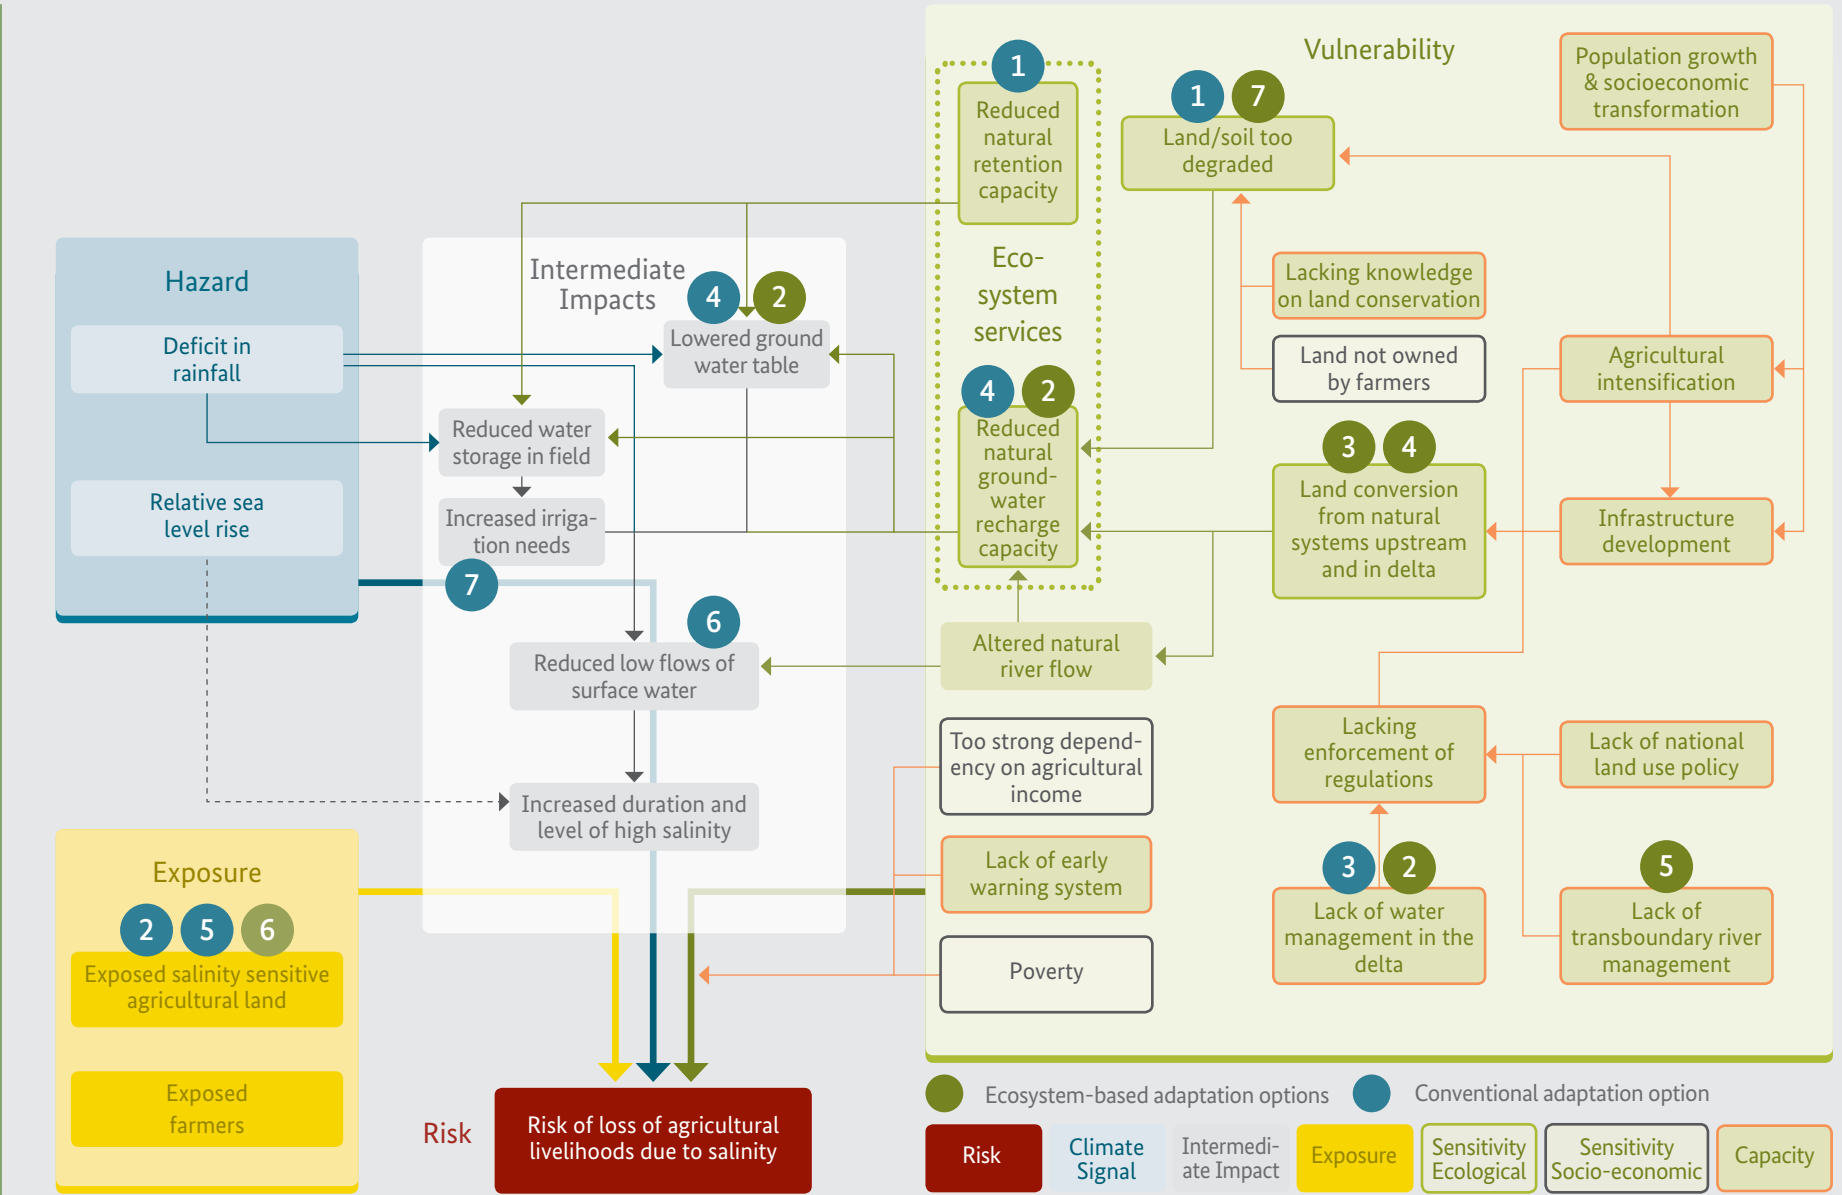 Vulnerability
Population growth
& socioeconomic
transformation
1
Reduced
natural
retention
capacity
1
7
Land/soil too
degraded
Hazard
Deficit in
rainfall
Relative sea
level rise
Intermediate
Impacts
4
2
Lowered ground
water table
Reduced water
storage in field
Increased irriga-
tion needs
7
6
Reduced low flows of
surface water
Increased duration and
level of high salinity
Eco-
system
services
4
2
Reduced
natural
ground-
water
recharge
capacity
Lacking knowledge
on land conservation
Land not owned
by farmers
Agricultural
intensification
3
4
Land conversion
from natural
systems upstream
and in delta
Infrastructure
development
Altered natural
river flow
Too strong depend-
ency on agricultural
income
Lack of early
warning system
Poverty
Lacking
enforcement of
regulations
Lack of national
land use policy
3
2
Lack of water
management in the
delta
5
Lack of
transboundary river
management
Exposure
2
5
6
Exposed salinity sensitive
agricultural land
Exposed
farmers
Risk
Risk of loss of agricultural
livelihoods due to salinity
Ecosystem-based adaptation options
Conventional adaptation option
Risk
Climate
Signal
Intermedi-
ate Impact
Exposure
Sensitivity
Ecological
Sensitivity
Socio-economic
Capacity